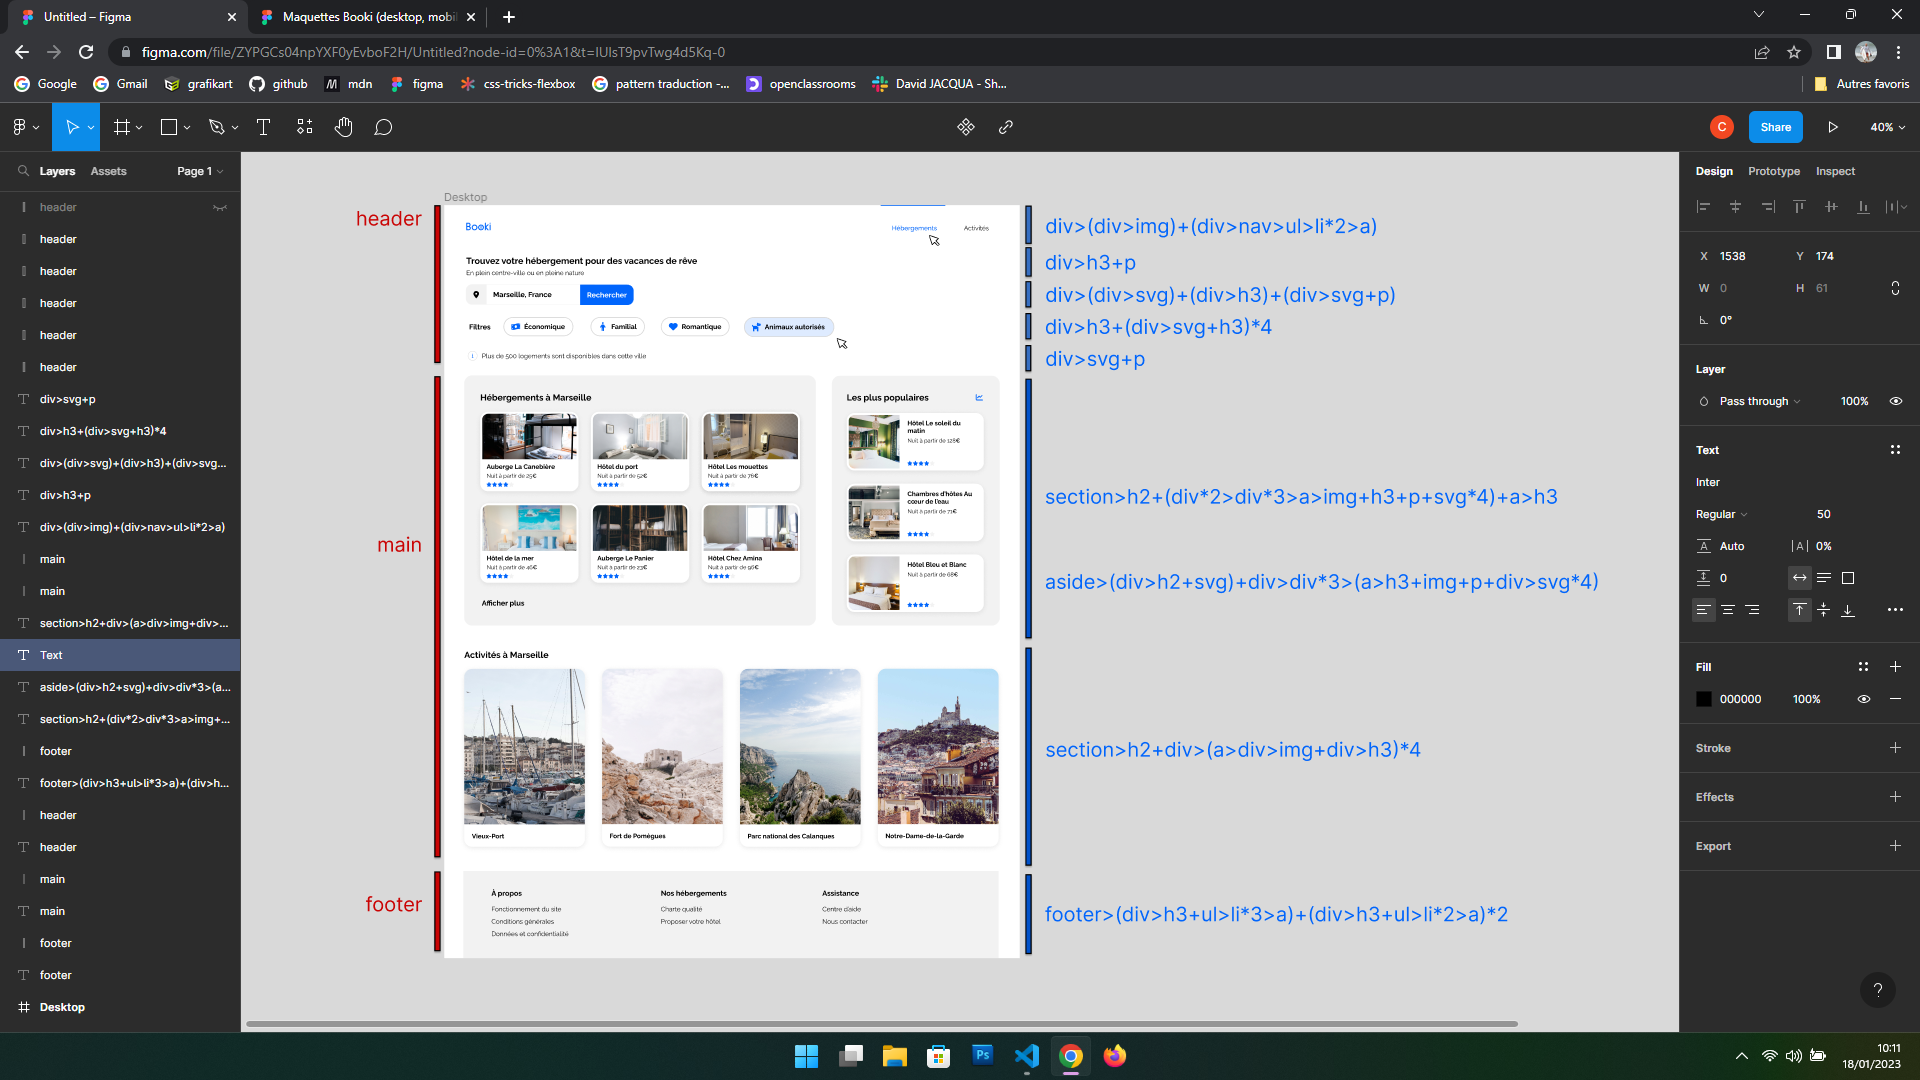 Untitled – Figma
Maquettes Booki (desktop, mobil
figma.com/file/ZYPGCs04npYXF0yEvboF2H/Untitled?node-id=0%3A1&t=IUIsT9pvTwg4d5Kq-0
Google
Gmail
grafikart
github
mdn
figma
css-tricks-flexbox
pattern traduction -...
openclassrooms
David JACQUA - Sh...
Autres favoris
C
Share
40%
Layers
Assets
Page 1
header
header
header
header
header
header
div>svg+p
div>h3+(div>svg+h3)*4
div>(div>svg)+(div>h3)+(div>svg...
div>h3+p
div>(div>img)+(div>nav>ul>li*2>a)
main
main
section>h2+div>(a>div>img+div>...
Text
aside>(div>h2+svg)+div>div*3>(a...
section>h2+(div*2>div*3>a>img+...
footer
footer>(div>h3+ul>li*3>a)+(div>h...
header
header
main
main
footer
footer
Desktop
Desktop
header
main
footer
Booki
Hébergements
Activités
Trouvez votre hébergement pour des vacances de rêve
En plein centre-ville ou en pleine nature
Marseille, France
Rechercher
Filtres
Économique
Familial
Romantique
Animaux autorisés
i
Plus de 500 logements sont disponibles dans cette ville
Hébergements à Marseille
Auberge La Canebière
Nuit à partir de 25€
Hôtel du port
Nuit à partir de 52€
Hôtel Les mouettes
Nuit à partir de 76€
Hôtel de la mer
Nuit à partir de 46€
Auberge Le Panier
Nuit à partir de 23€
Hôtel Chez Amina
Nuit à partir de 96€
Afficher plus
Les plus populaires
Hôtel Le soleil du
matin
Nuit à partir de 128€
Chambres d'hôtes Au
cœur de l'eau
Nuit à partir de 71€
Hôtel Bleu et Blanc
Nuit à partir de 68€
Activités à Marseille
Vieux-Port
Fort de Pomègues
Parc national des Calanques
Notre-Dame-de-la-Garde
À propos
Fonctionnement du site
Conditions générales
Données et confidentialité
Nos hébergements
Charte qualité
Proposer votre hôtel
Assistance
Centre d'aide
Nous contacter
div>(div>img)+(div>nav>ul>li*2>a)
div>h3+p
div>(div>svg)+(div>h3)+(div>svg+p)
div>h3+(div>svg+h3)*4
div>svg+p
section>h2+(div*2>div*3>a>img+h3+p+svg*4)+a>h3
aside>(div>h2+svg)+div>div*3>(a>h3+img+p+div>svg*4)
section>h2+div>(a>div>img+div>h3)*4
footer>(div>h3+ul>li*3>a)+(div>h3+ul>li*2>a)*2
Design
Prototype
Inspect
X 1538
Y 174
W 0
H 61
0°
Layer
Pass through
100%
Text
Inter
Regular
50
Auto
0%
0
Fill
000000
100%
Stroke
Effects
Export
?
Ps
10:11
18/01/2023